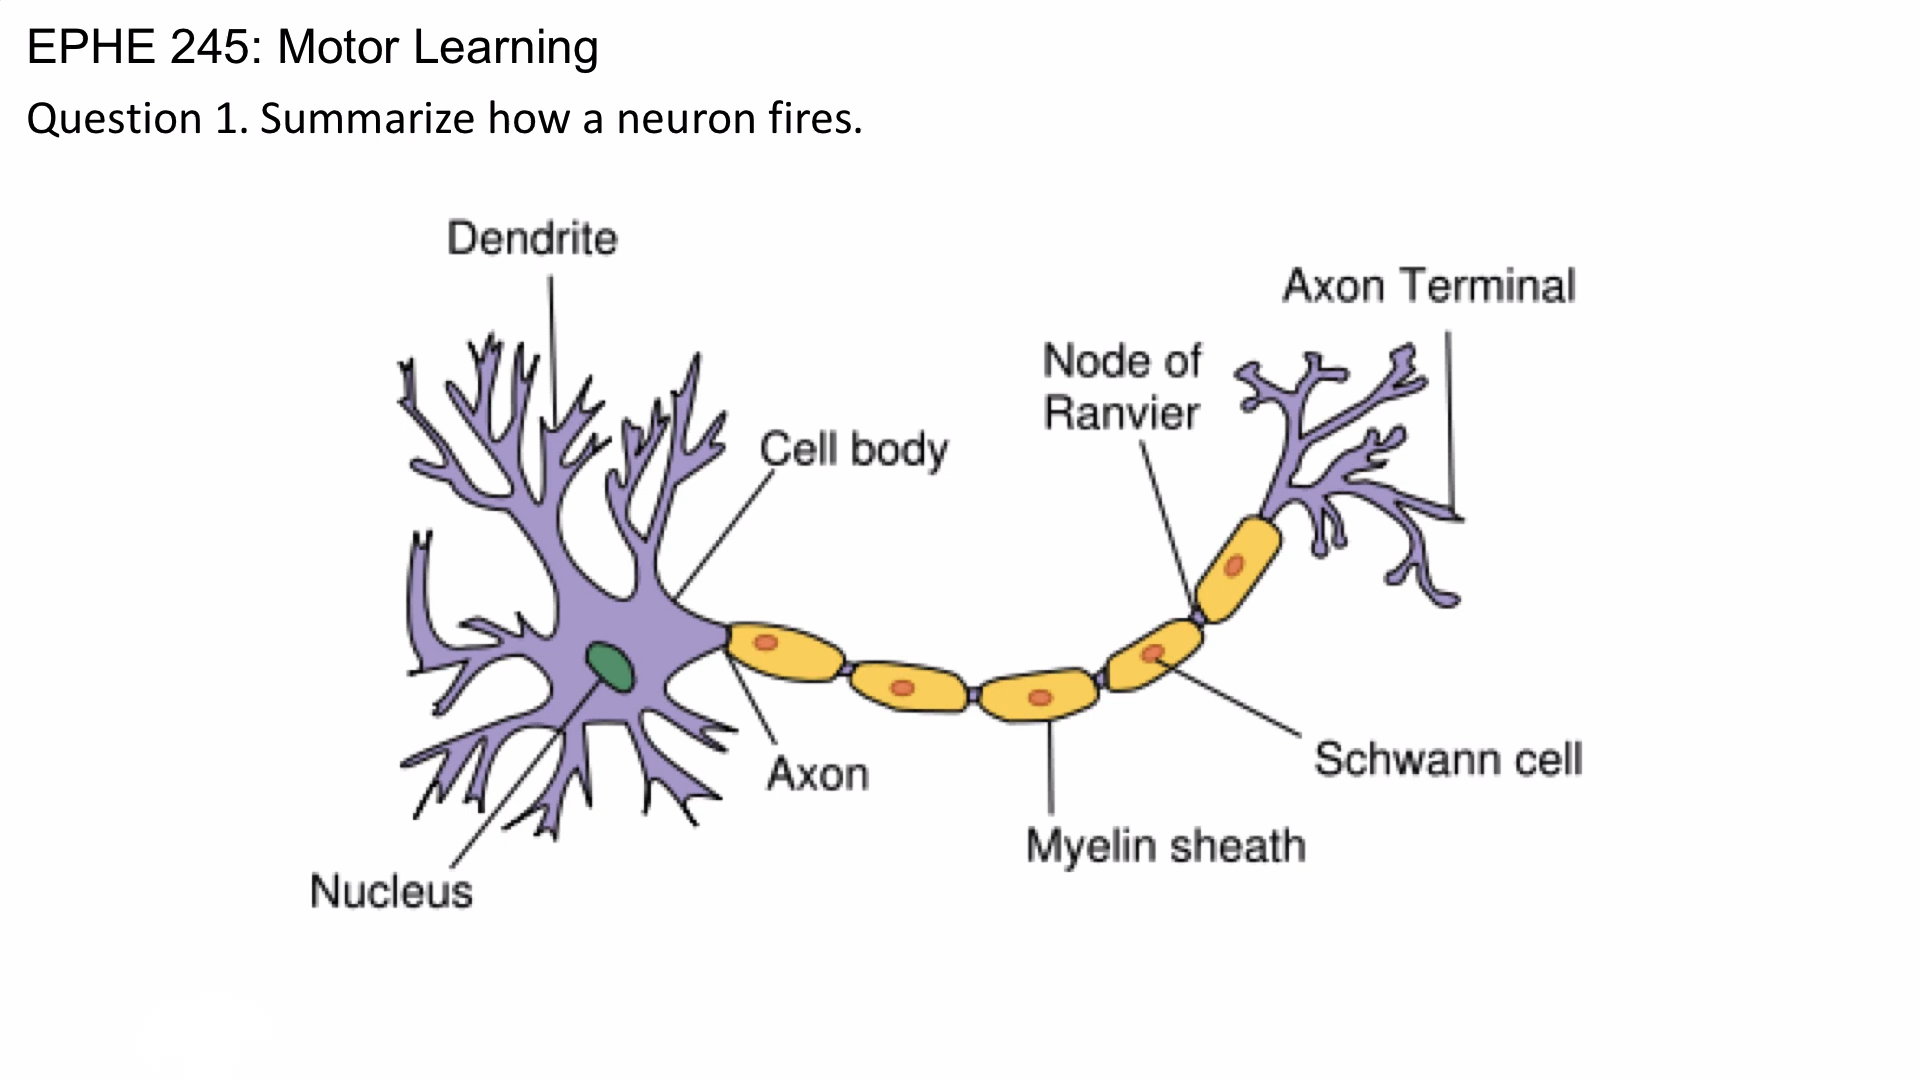 EPHE 245: Motor Learning
Question 1. Summarize how a neuron fires.
Dendrite
Axon Terminal
Node of
Ranvier
Cell body
Axon
Schwann cell
Myelin sheath
Nucleus